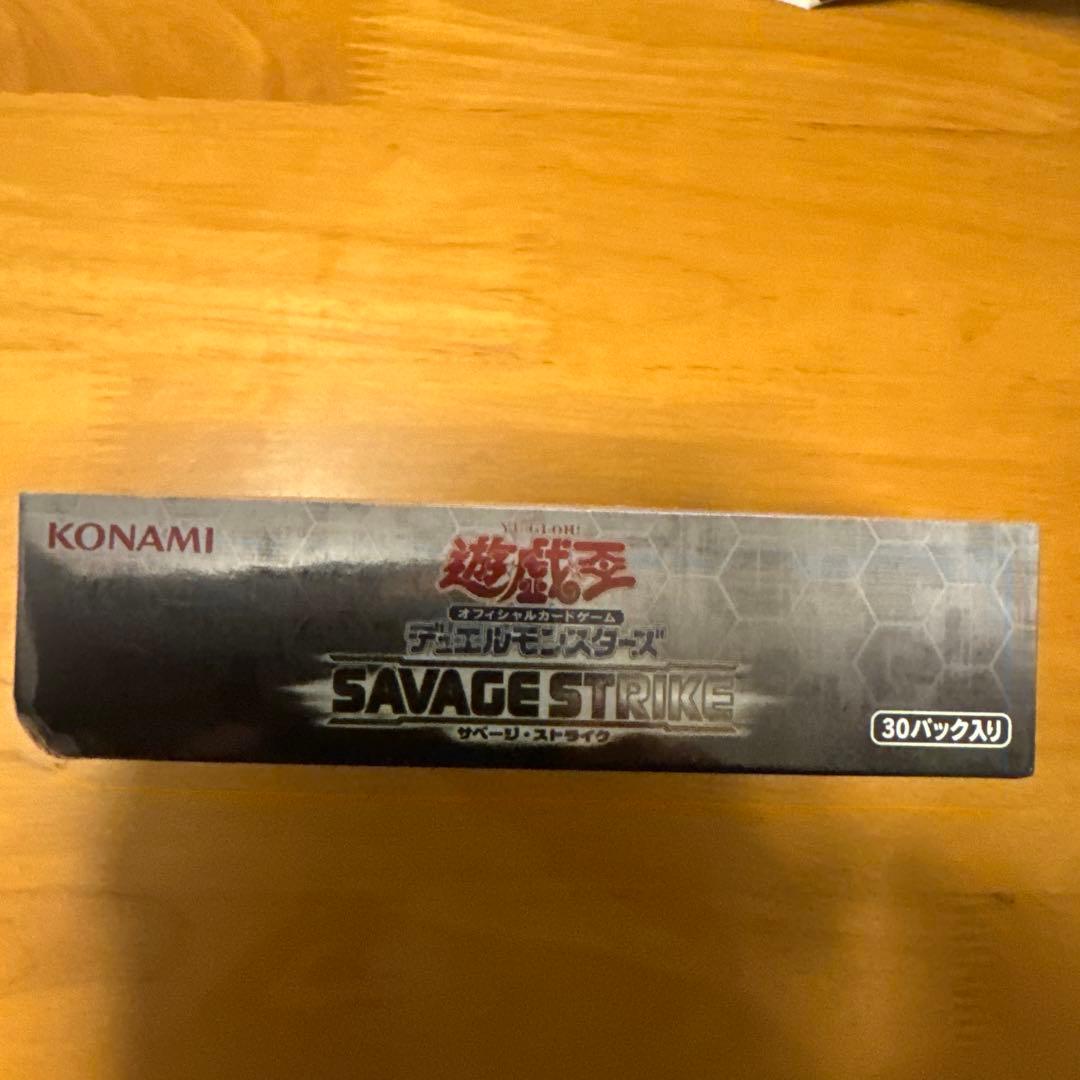 KONAMI
YU-GI-OH!
遊戯王
オフィシャルカードゲーム
デュエルモンスターズ
SAVAGE STRIKE
サベージ・ストライク
30パック入り